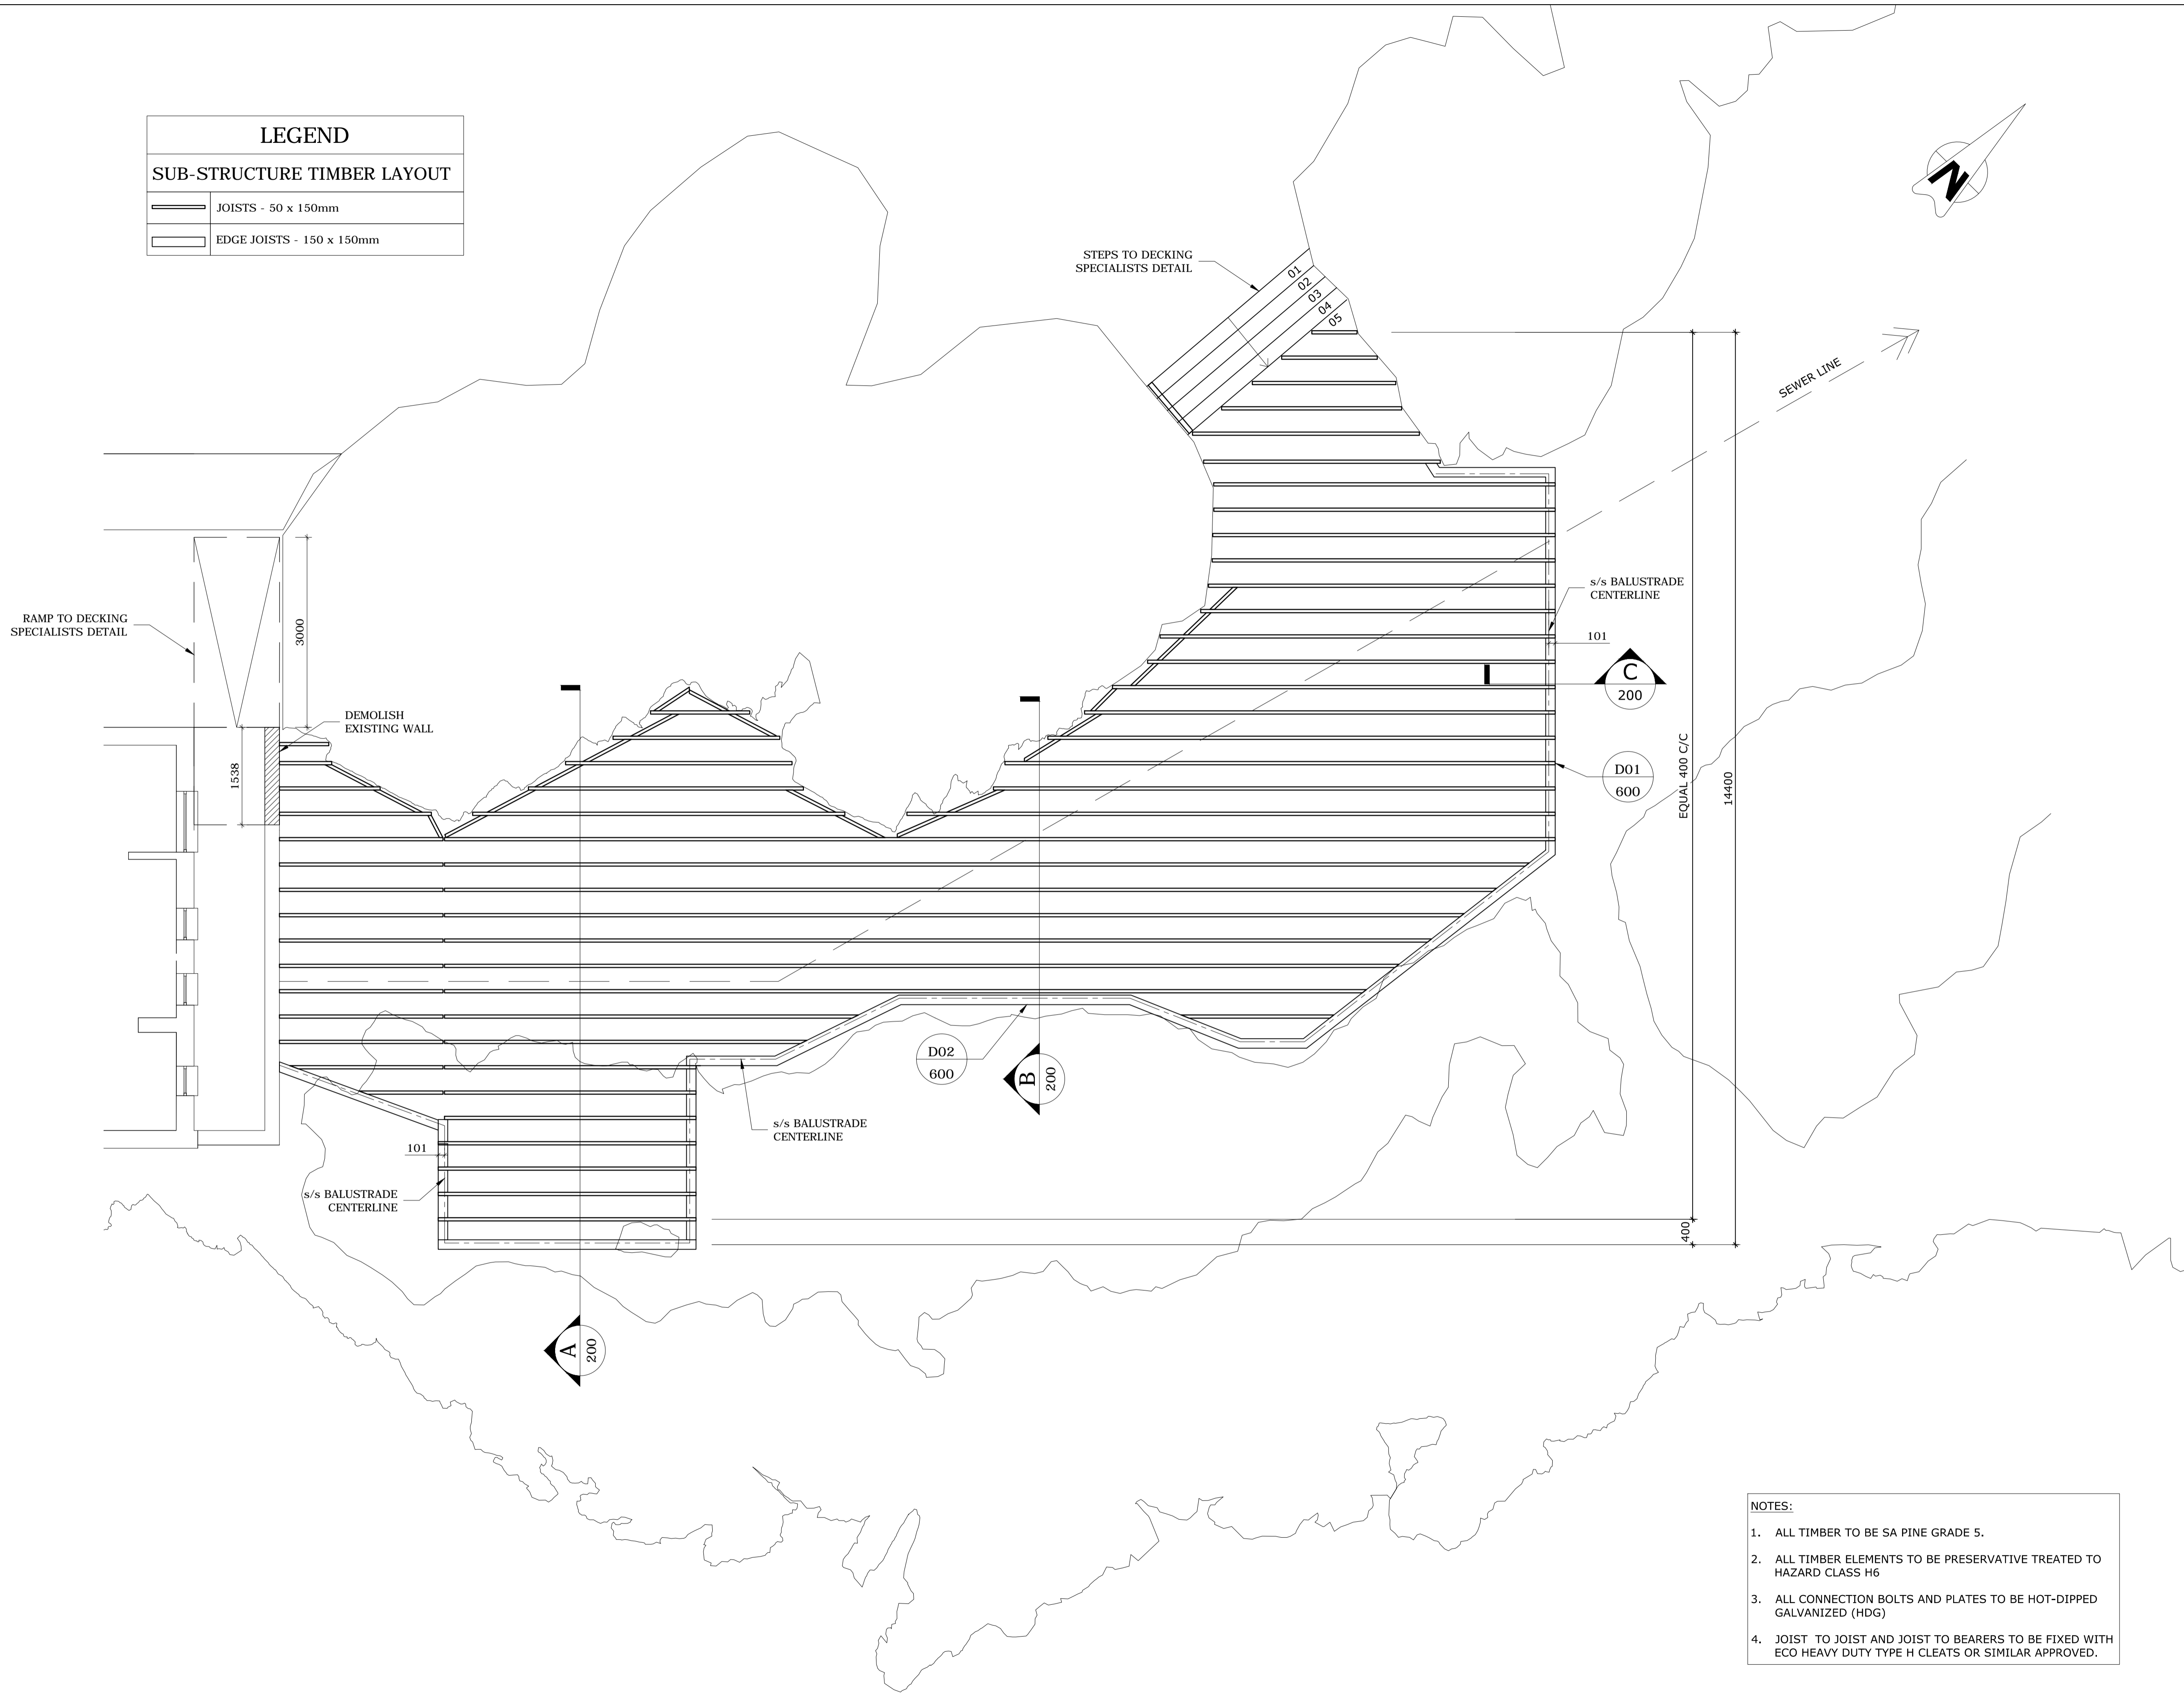 LEGEND
SUB-STRUCTURE TIMBER LAYOUT
JOISTS - 50 x 150mm
EDGE JOISTS - 150 x 150mm
N
STEPS TO DECKING
SPECIALISTS DETAIL
01
02
03
04
05
SEWER LINE
RAMP TO DECKING
SPECIALISTS DETAIL
3000
s/s BALUSTRADE
CENTERLINE
101
C
200
DEMOLISH
EXISTING WALL
1538
D01
600
EQUAL 400 C/C
14400
D02
600
B
200
s/s BALUSTRADE
CENTERLINE
101
s/s BALUSTRADE
CENTERLINE
400
A
200
NOTES:
1. ALL TIMBER TO BE SA PINE GRADE 5.
2. ALL TIMBER ELEMENTS TO BE PRESERVATIVE TREATED TO
HAZARD CLASS H6
3. ALL CONNECTION BOLTS AND PLATES TO BE HOT-DIPPED
GALVANIZED (HDG)
4. JOIST TO JOIST AND JOIST TO BEARERS TO BE FIXED WITH
ECO HEAVY DUTY TYPE H CLEATS OR SIMILAR APPROVED.